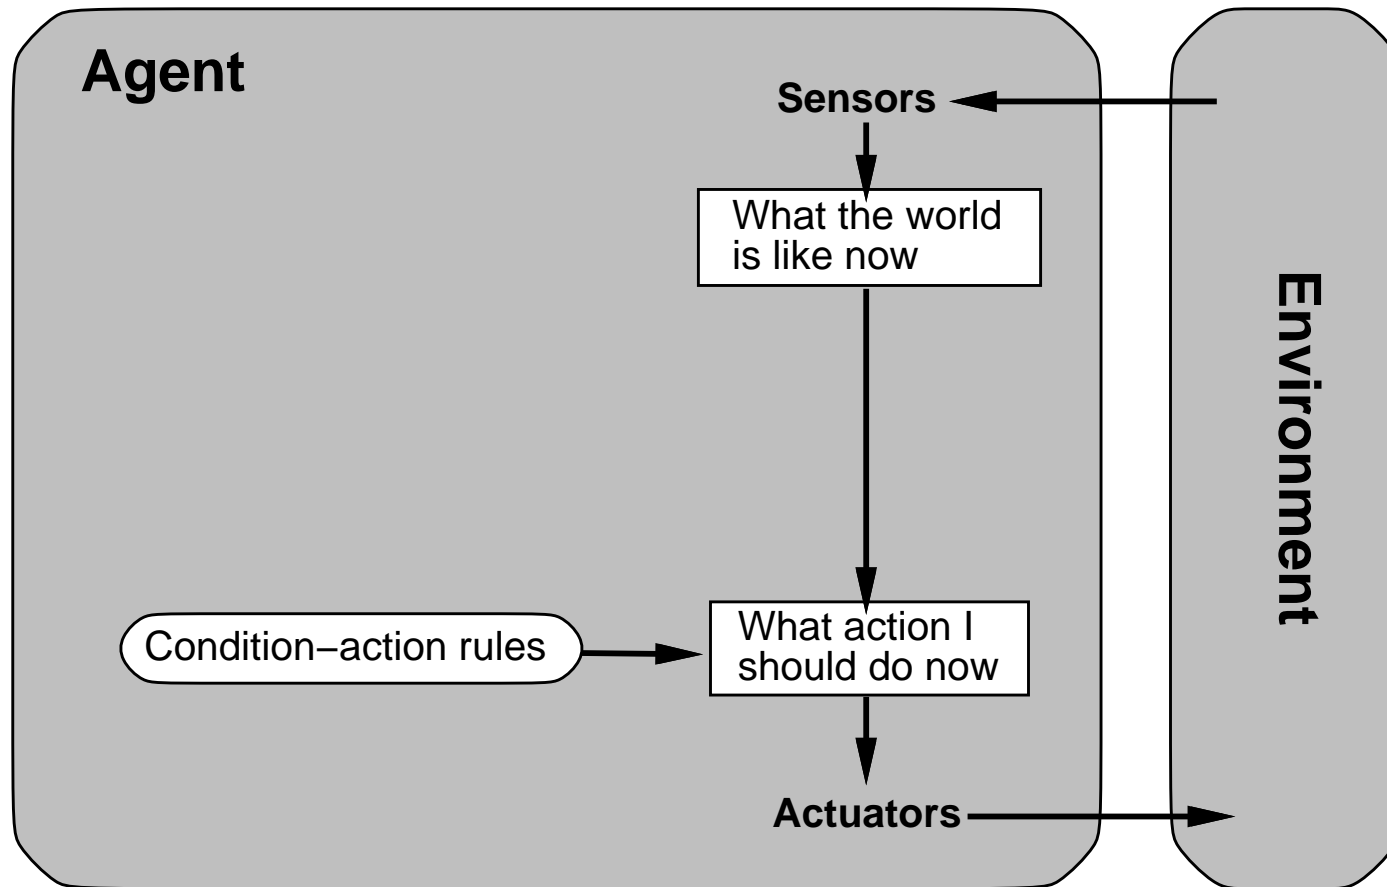 Agent
Sensors
What the world
is like now
Environment
Condition–action rules
What action I
should do now
Actuators